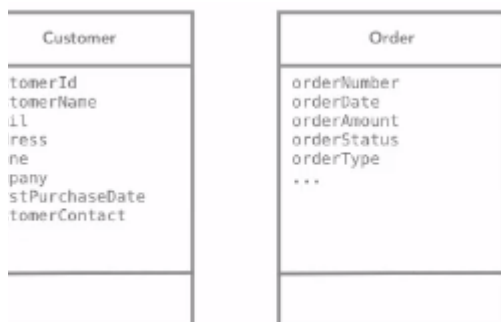 Customer
tomerId
tomerName
il
ress
ne
pany
stPurchaseDate
tomerContact
Order
orderNumber
orderDate
orderAmount
orderStatus
orderType
...